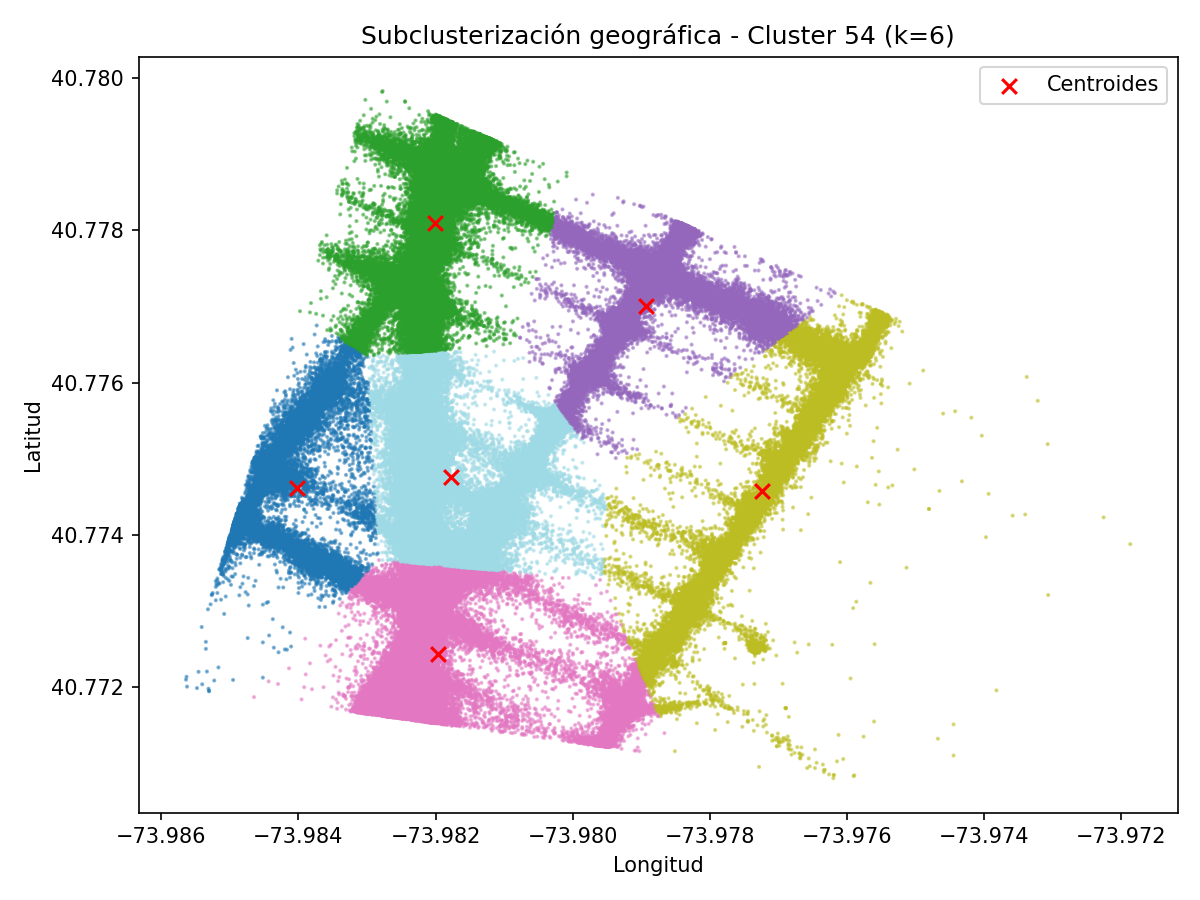 Subclusterización geográfica - Cluster 54 (k=6)
Centroides
40.780
40.778
40.776
40.774
40.772
Latitud
−73.986 −73.984 −73.982 −73.980 −73.978 −73.976 −73.974 −73.972
Longitud